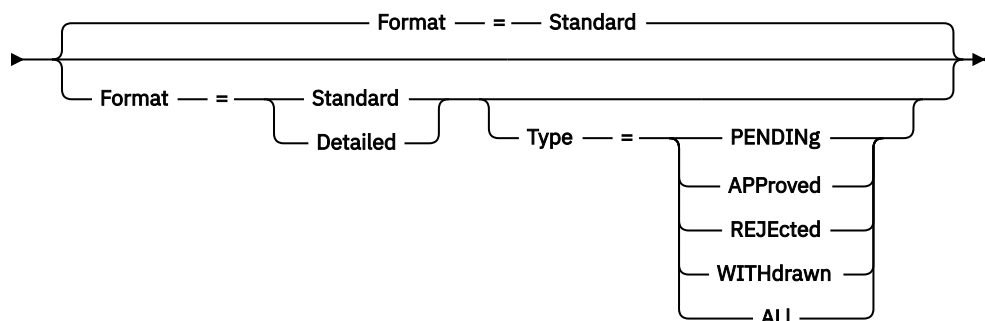 Format = Standard
Format = Standard
Detailed
Type = PENDINg
APProved
REJEcted
WITHdrawn